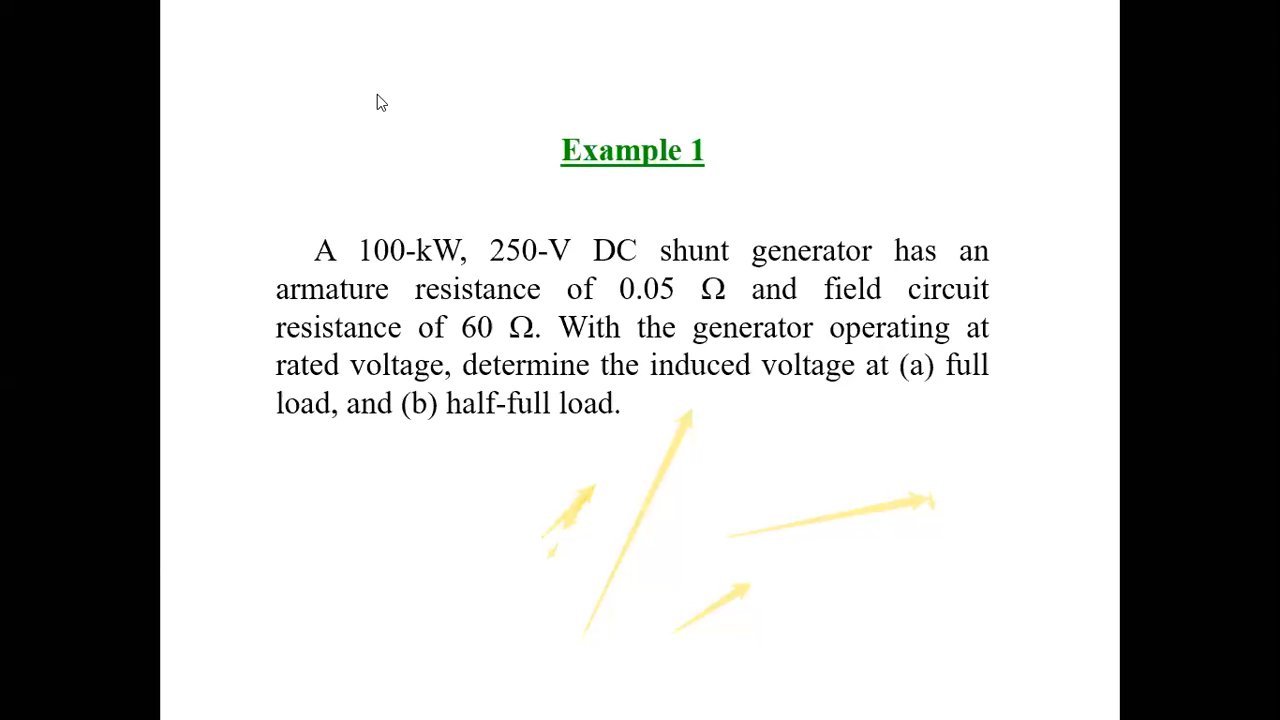 Example 1
A 100-kW, 250-V DC shunt generator has an
armature resistance of 0.05 Ω and field circuit
resistance of 60 Ω. With the generator operating at
rated voltage, determine the induced voltage at (a) full
load, and (b) half-full load.